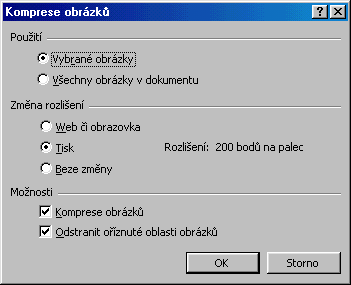 Komprese obrázků
Použití
Vybrané obrázky
Všechny obrázky v dokumentu
Změna rozlišení
Web či obrazovka
Tisk Rozlišení: 200 bodů na palec
Beze změny
Možnosti
Komprese obrázků
Odstranit oříznuté oblasti obrázků
OK Storno